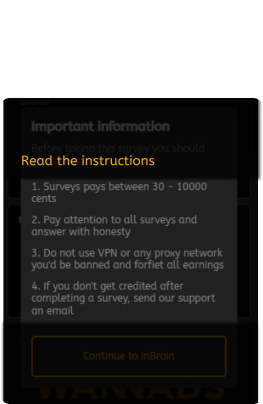 Important information
Before taking this survey you should
Read the instructions
1. Surveys pays between 30 - 10000
cents
2. Pay attention to all surveys and
answer with honesty
3. Do not use VPN or any proxy network
you'd be banned and forfiet all earnings
4. If you don't get credited after
completing a survey, send our support
an email
Continue to inBrain
WANNADS